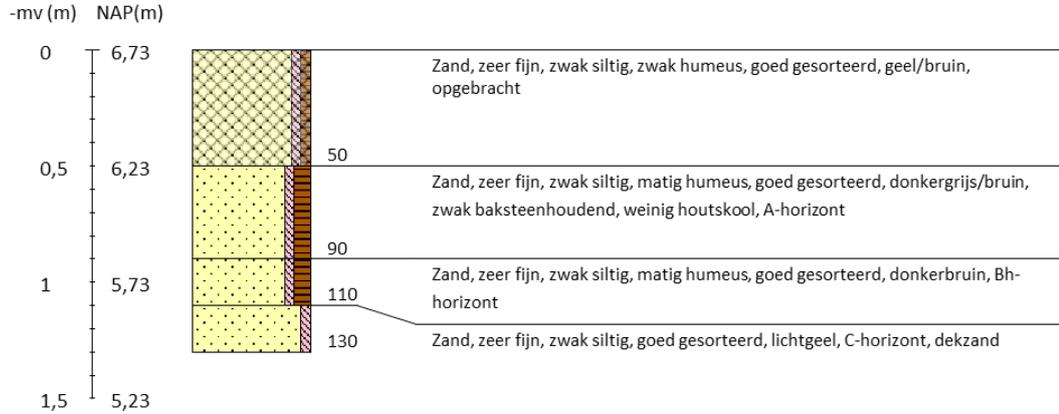 -mv (m) NAP(m)
0 6,73
Zand, zeer fijn, zwak siltig, zwak humeus, goed gesorteerd, geel/bruin,
opgebracht
50
0,5 6,23
Zand, zeer fijn, zwak siltig, matig humeus, goed gesorteerd, donkergrijs/bruin,
zwak baksteenhoudend, weinig houtskool, A-horizont
90
Zand, zeer fijn, zwak siltig, matig humeus, goed gesorteerd, donkerbruin, Bh-
1 5,73
110
horizont
130
Zand, zeer fijn, zwak siltig, goed gesorteerd, lichtgeel, C-horizont, dekzand
1,5 5,23